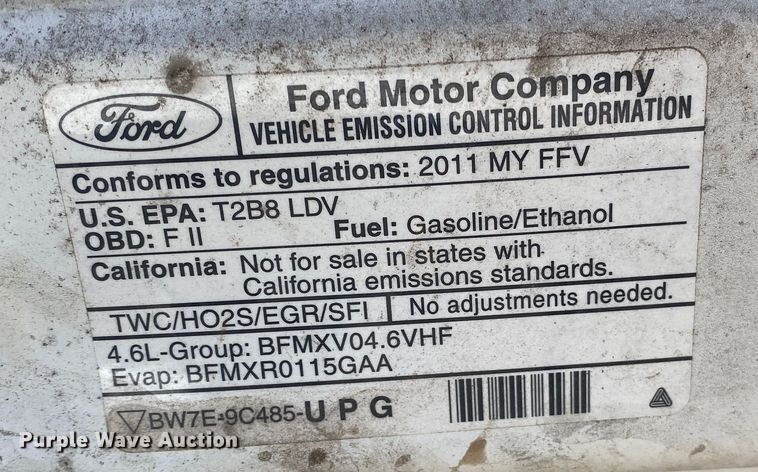 Ford
Ford Motor Company
VEHICLE EMISSION CONTROL INFORMATION
Conforms to regulations: 2011 MY FFV
U.S. EPA: T2B8 LDV
OBD: F II
Fuel: Gasoline/Ethanol
California: Not for sale in states with
California emissions standards.
TWC/HO2S/EGR/SFI
No adjustments needed.
4.6L-Group: BFMXV04.6VHF
Evap: BFMXR0115GAA
BW7E-9C485-UPG
Purple Wave Auction